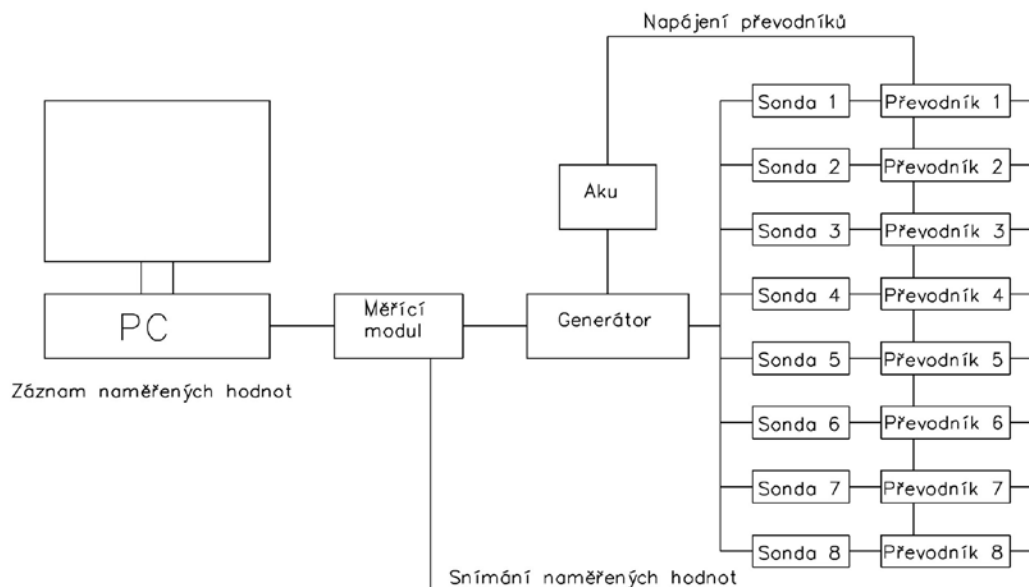 Napájení převodníků
Sonda 1 Převodník 1
Sonda 2 Převodník 2
Aku
Sonda 3 Převodník 3
Sonda 4 Převodník 4
PC
Měřící
modul
Generátor
Sonda 5 Převodník 5
Záznam naměřených hodnot
Sonda 6 Převodník 6
Sonda 7 Převodník 7
Sonda 8 Převodník 8
Snímání naměřených hodnot